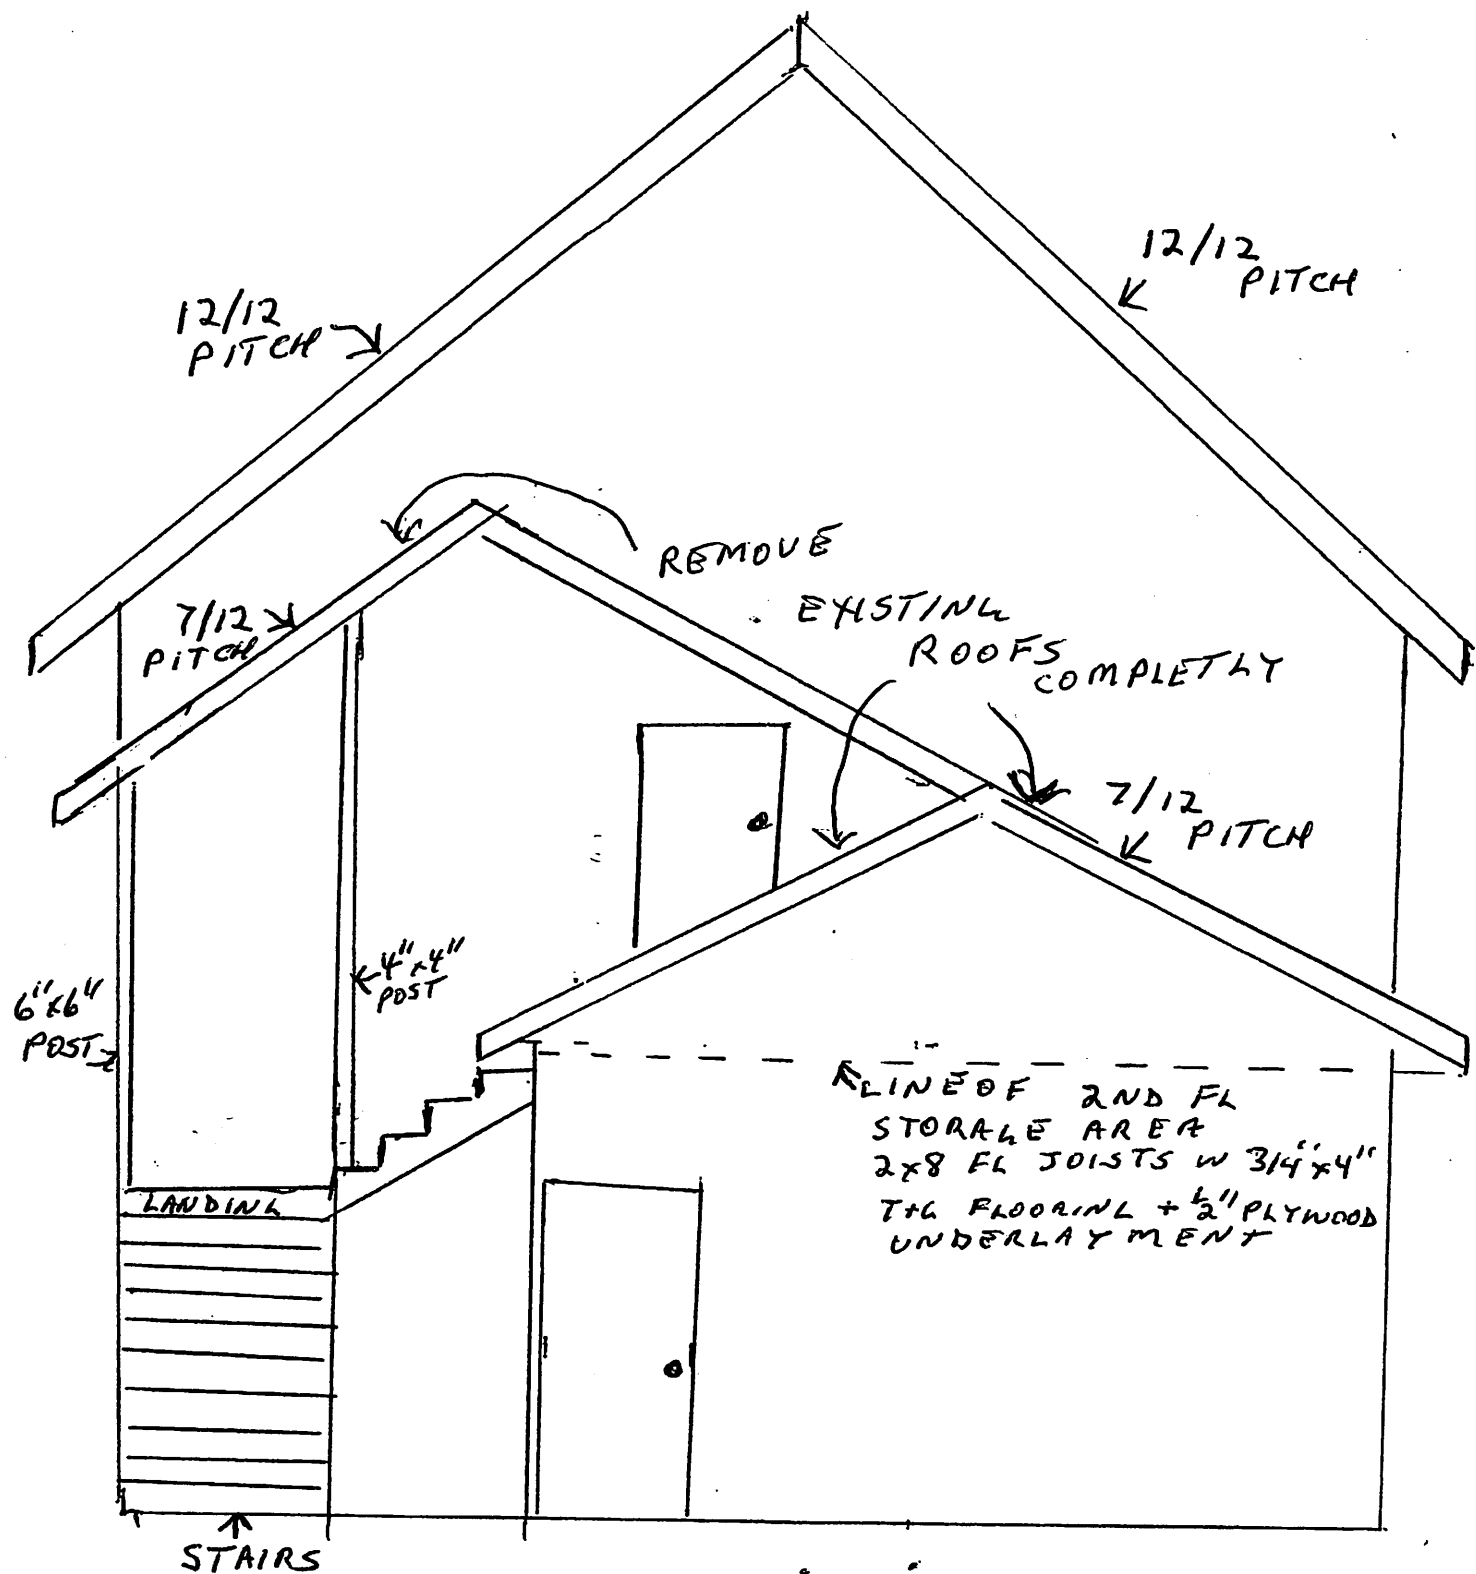 12/12
PITCH
12/12
PITCH
REMOVE
EXISTING
ROOFS
COMPLETLY
7/12
PITCH
7/12
PITCH
4"x4"
POST
6"x6"
POST
LINE OF 2ND FL
STORAGE AREA
2x8 FL JOISTS W 3/4"x4"
T+G FLOORING + 1/2" PLYWOOD
UNDERLAYMENT
LANDING
STAIRS